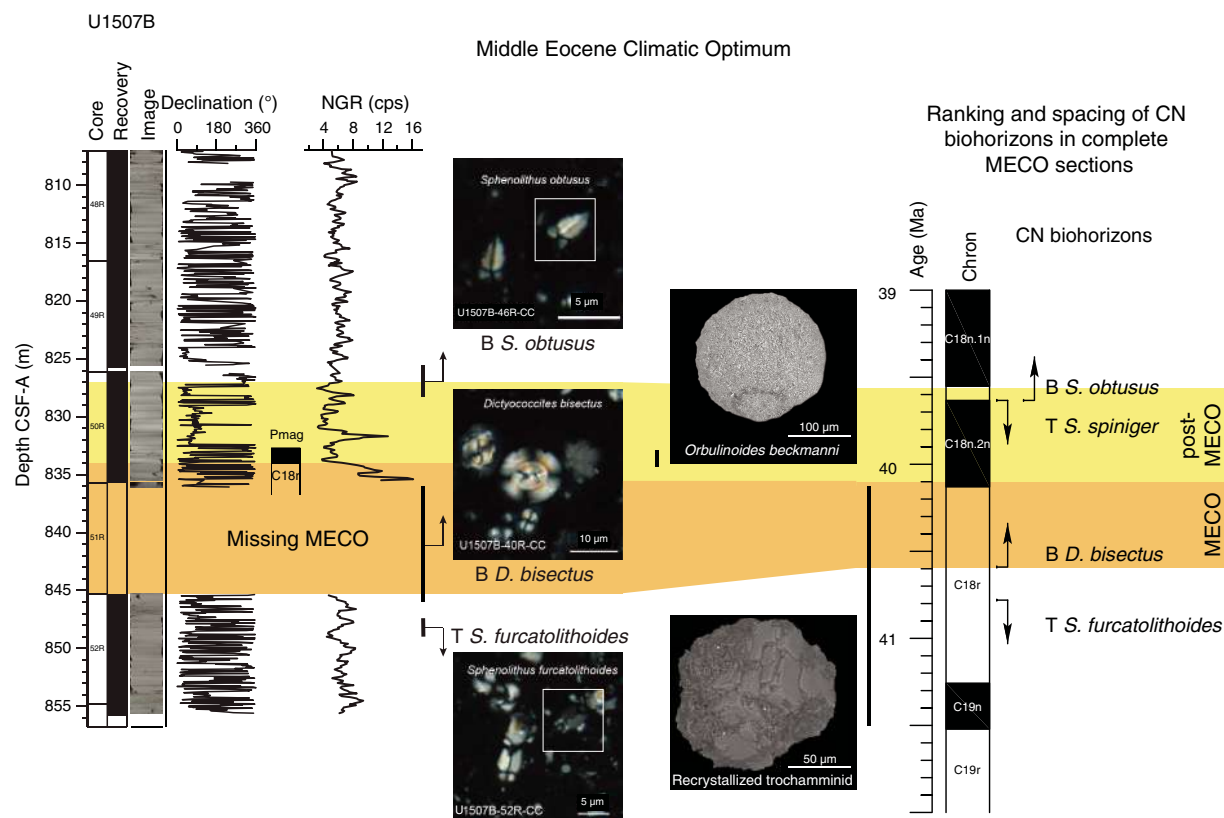 U1507B
Middle Eocene Climatic Optimum
Core
Recovery
Image
Declination (°)
0 180 360
NGR (cps)
4 8 12 16
Ranking and spacing of CN
biohorizons in complete
MECO sections
Depth CSF-A (m)
810
815
820
825
830
835
840
845
850
855
48R
49R
50R
51R
52R
Pmag
C18r
Missing MECO
Sphenolithus obtusus
5 µm
U1507B-46R-CC
B S. obtusus
Dictyococcites bisectus
10 µm
U1507B-40R-CC
B D. bisectus
T S. furcatolithoides
Sphenolithus furcatolithoides
5 µm
U1507B-52R-CC
100 µm
Orbulinoides beckmanni
50 µm
Recrystallized trochamminid
Age (Ma)
39
40
41
Chron
C18n.1n
C18n.2n
C18r
C19n
C19r
CN biohorizons
B S. obtusus
T S. spiniger
B D. bisectus
T S. furcatolithoides
post-
MECO
MECO